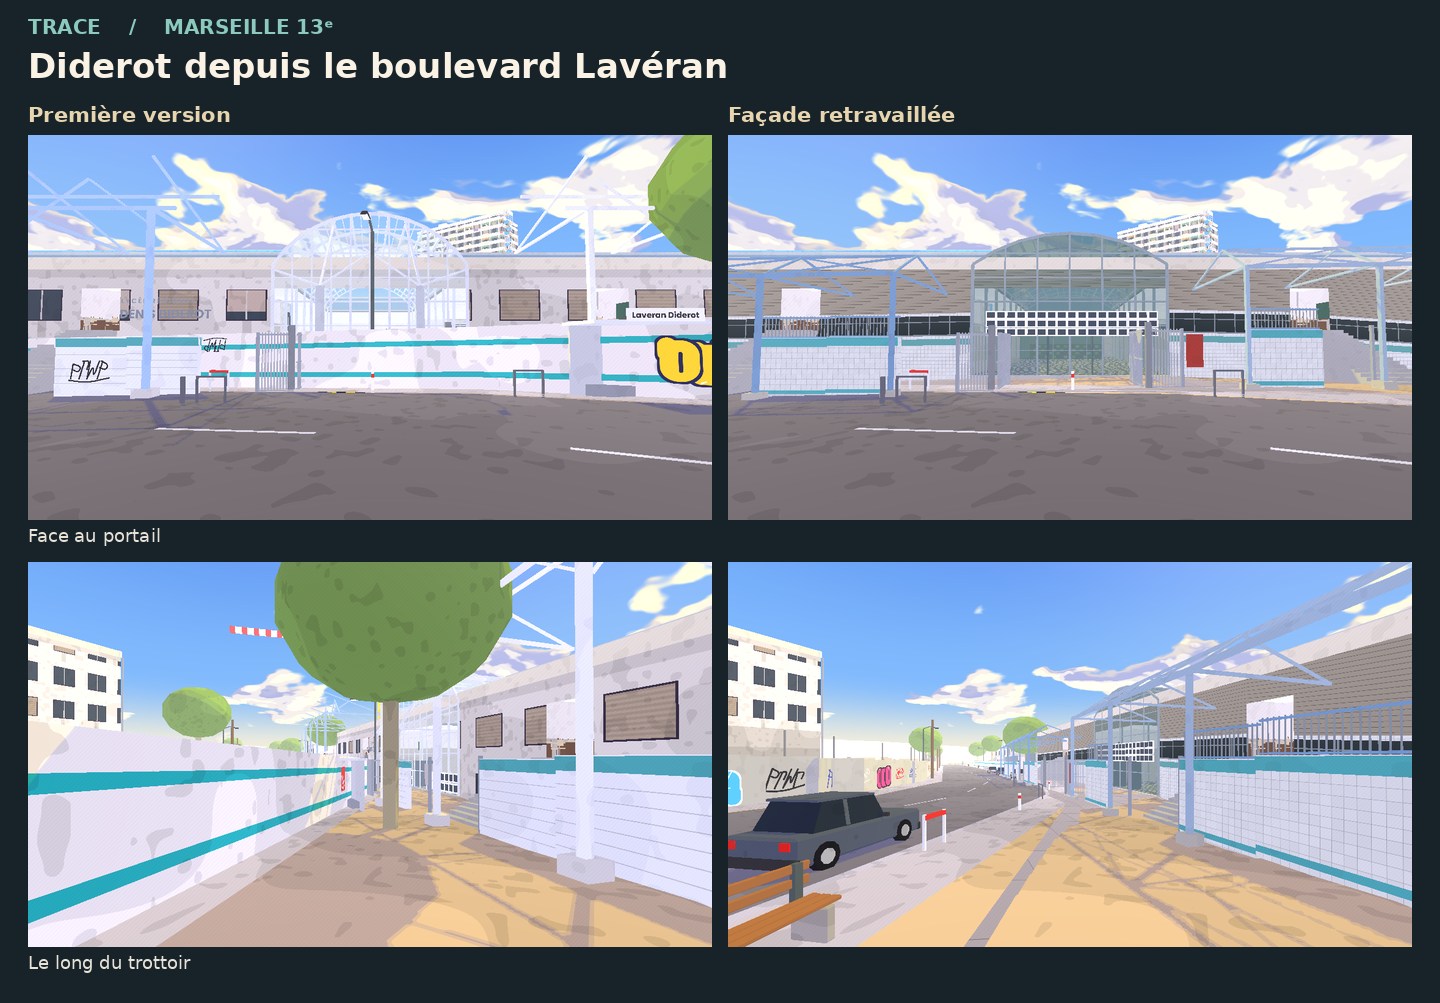 TRACE / MARSEILLE 13ᵉ
Diderot depuis le boulevard Lavéran
Première version
Façade retravaillée
Laveran Diderot
Face au portail
Le long du trottoir